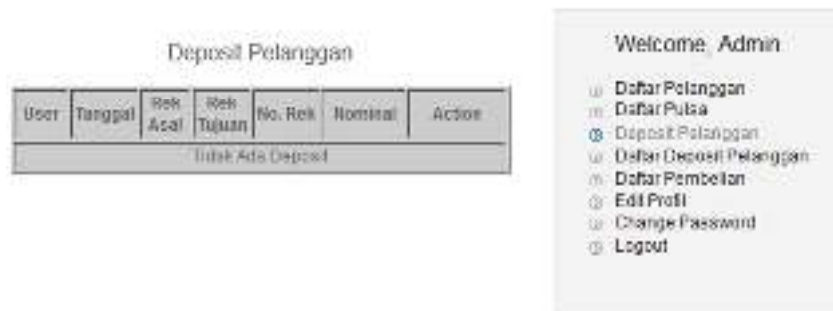 Deposit Pelanggan
User Tanggal Rek Asal Rek Tujuan No. Rek Nominal Action
Tidak Ada Deposit
Welcome, Admin
Daftar Pelanggan
Daftar Pulsa
Deposit Pelanggan
Daftar Deposit Pelanggan
Daftar Pembelian
Edit Profil
Change Password
Logout